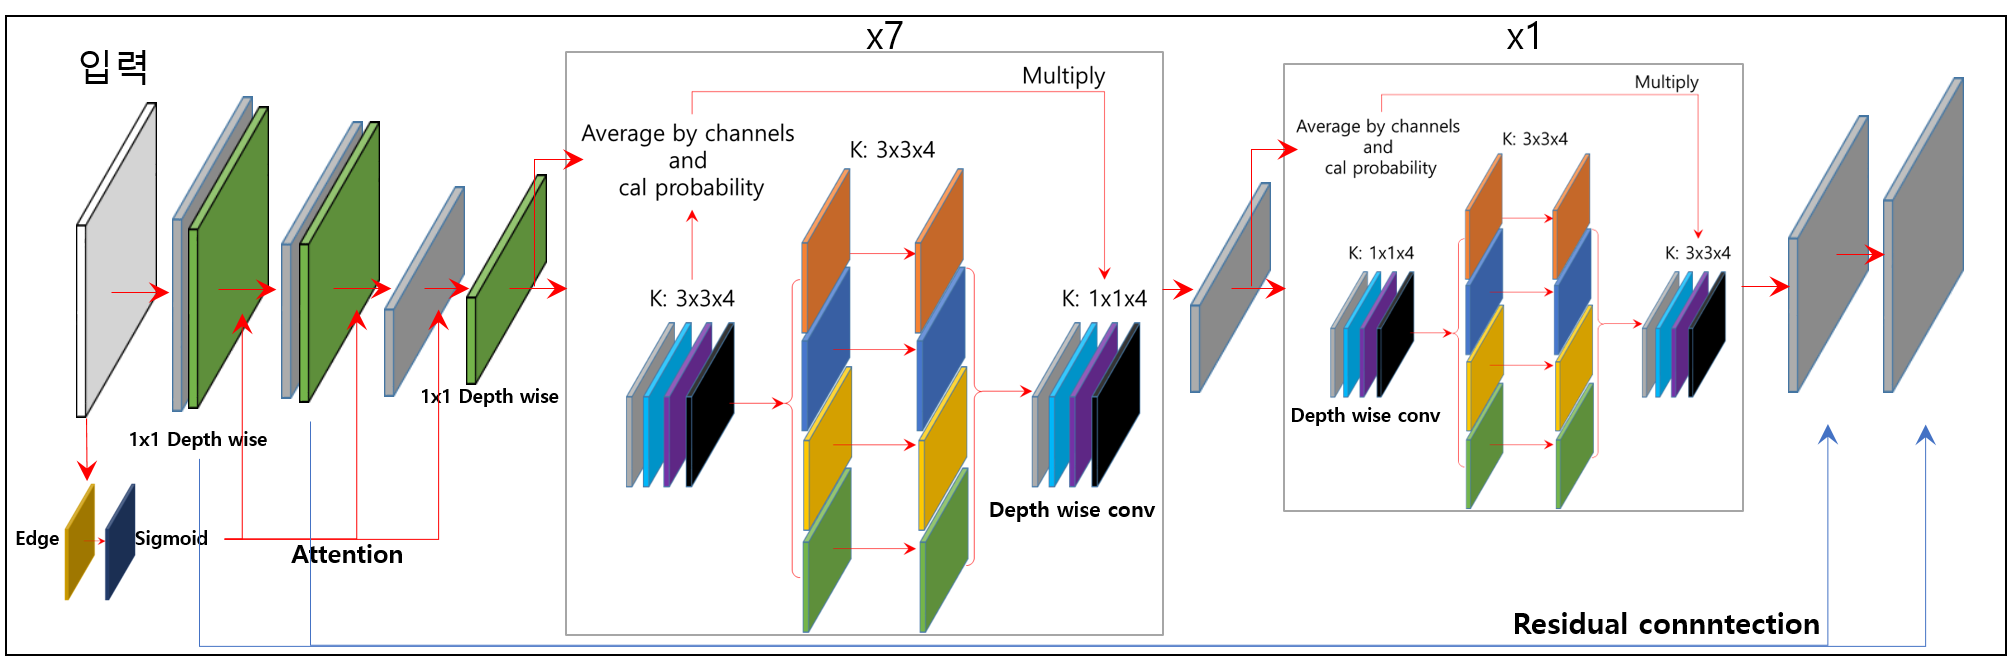 입력
x7
x1
Multiply
Average by channels
and
cal probability
K: 3x3x4
K: 3x3x4
K: 1x1x4
Depth wise conv
Multiply
Average by channels
and
cal probability
K: 3x3x4
K: 1x1x4
K: 3x3x4
Depth wise conv
1x1 Depth wise
1x1 Depth wise
Edge
Sigmoid
Attention
Residual connntection